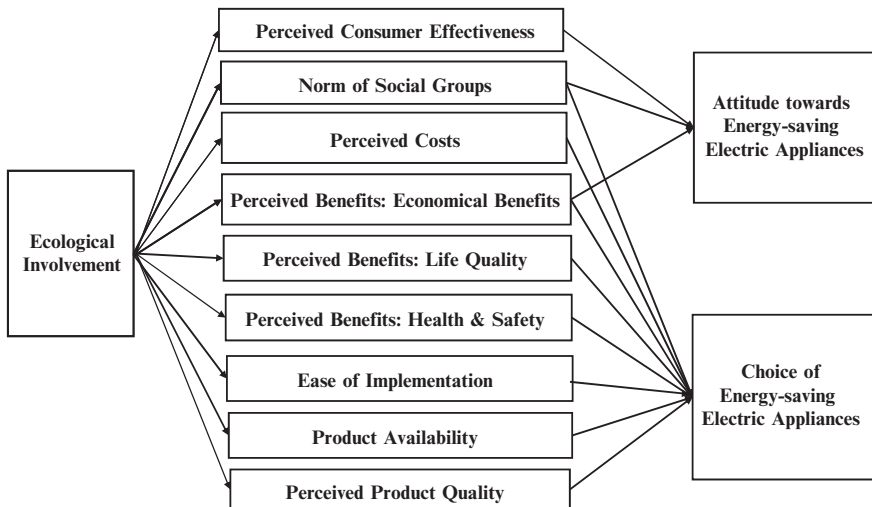 Ecological
Involvement
Perceived Consumer Effectiveness
Norm of Social Groups
Perceived Costs
Perceived Benefits: Economical Benefits
Perceived Benefits: Life Quality
Perceived Benefits: Health & Safety
Ease of Implementation
Product Availability
Perceived Product Quality
Attitude towards
Energy-saving
Electric Appliances
Choice of
Energy-saving
Electric Appliances